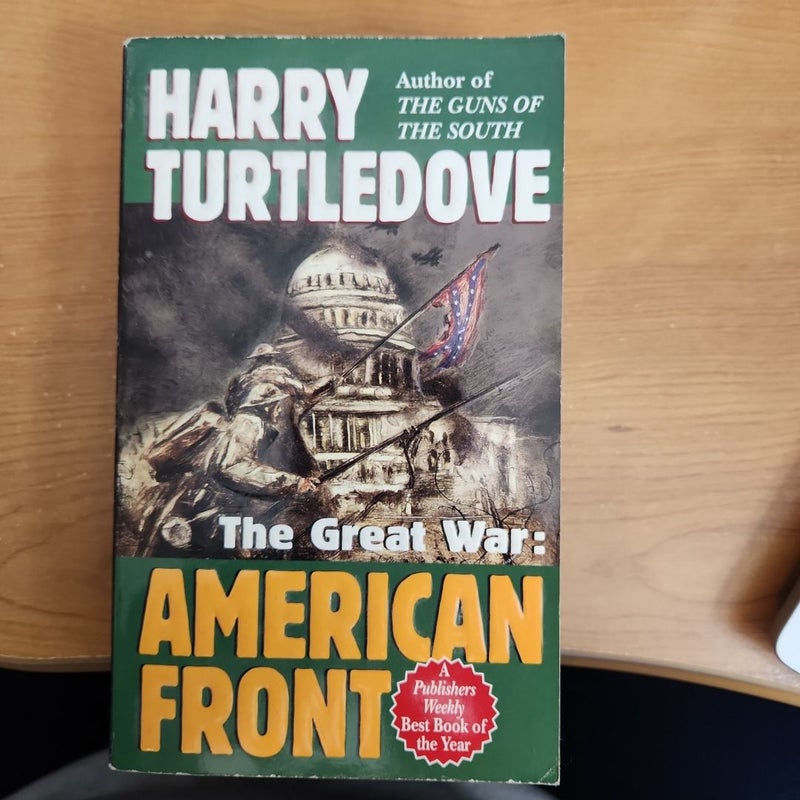 HARRY
Author of
THE GUNS OF
THE SOUTH
TURTLEDOVE
The Great War:
AMERICAN
FRONT
A
Publishers
Weekly
Best Book of
the Year